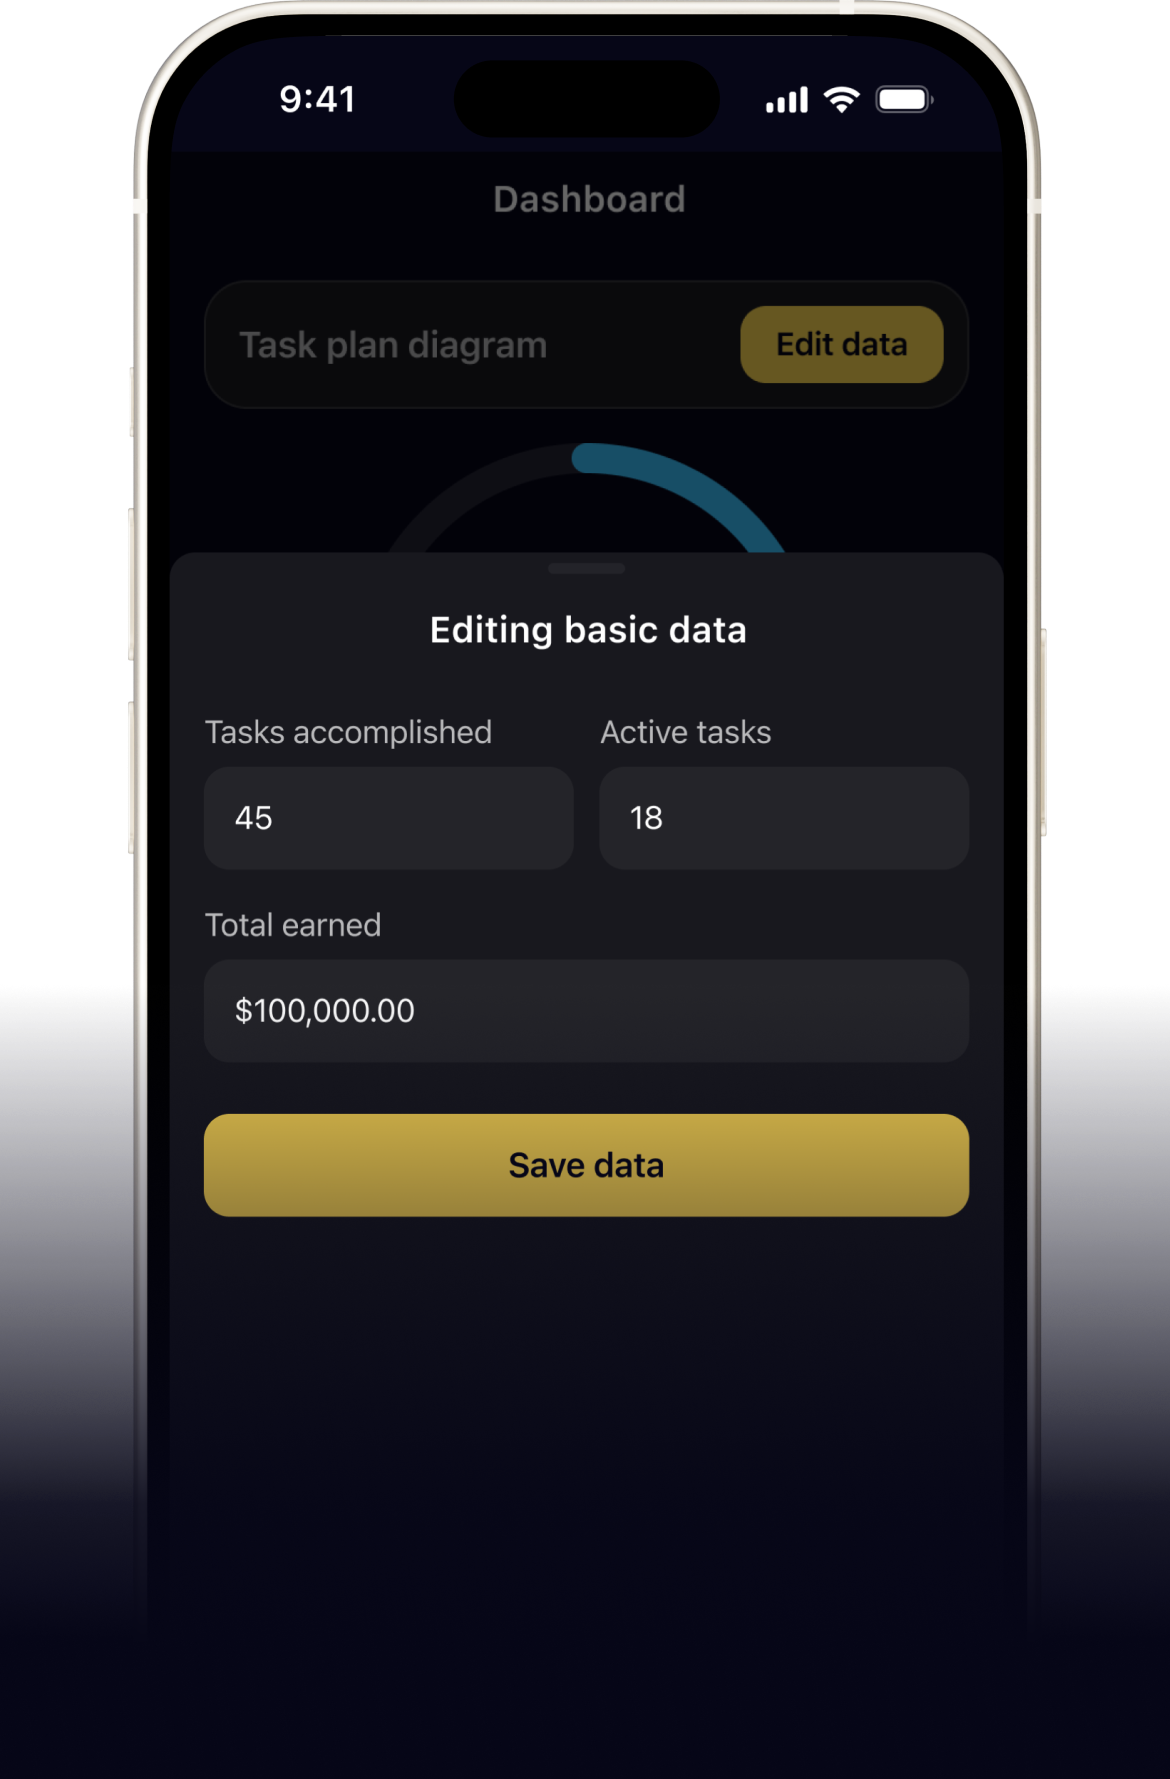 9:41
Dashboard
Task plan diagram
Edit data
Editing basic data
Tasks accomplished
Active tasks
45
18
Total earned
$100,000.00
Save data